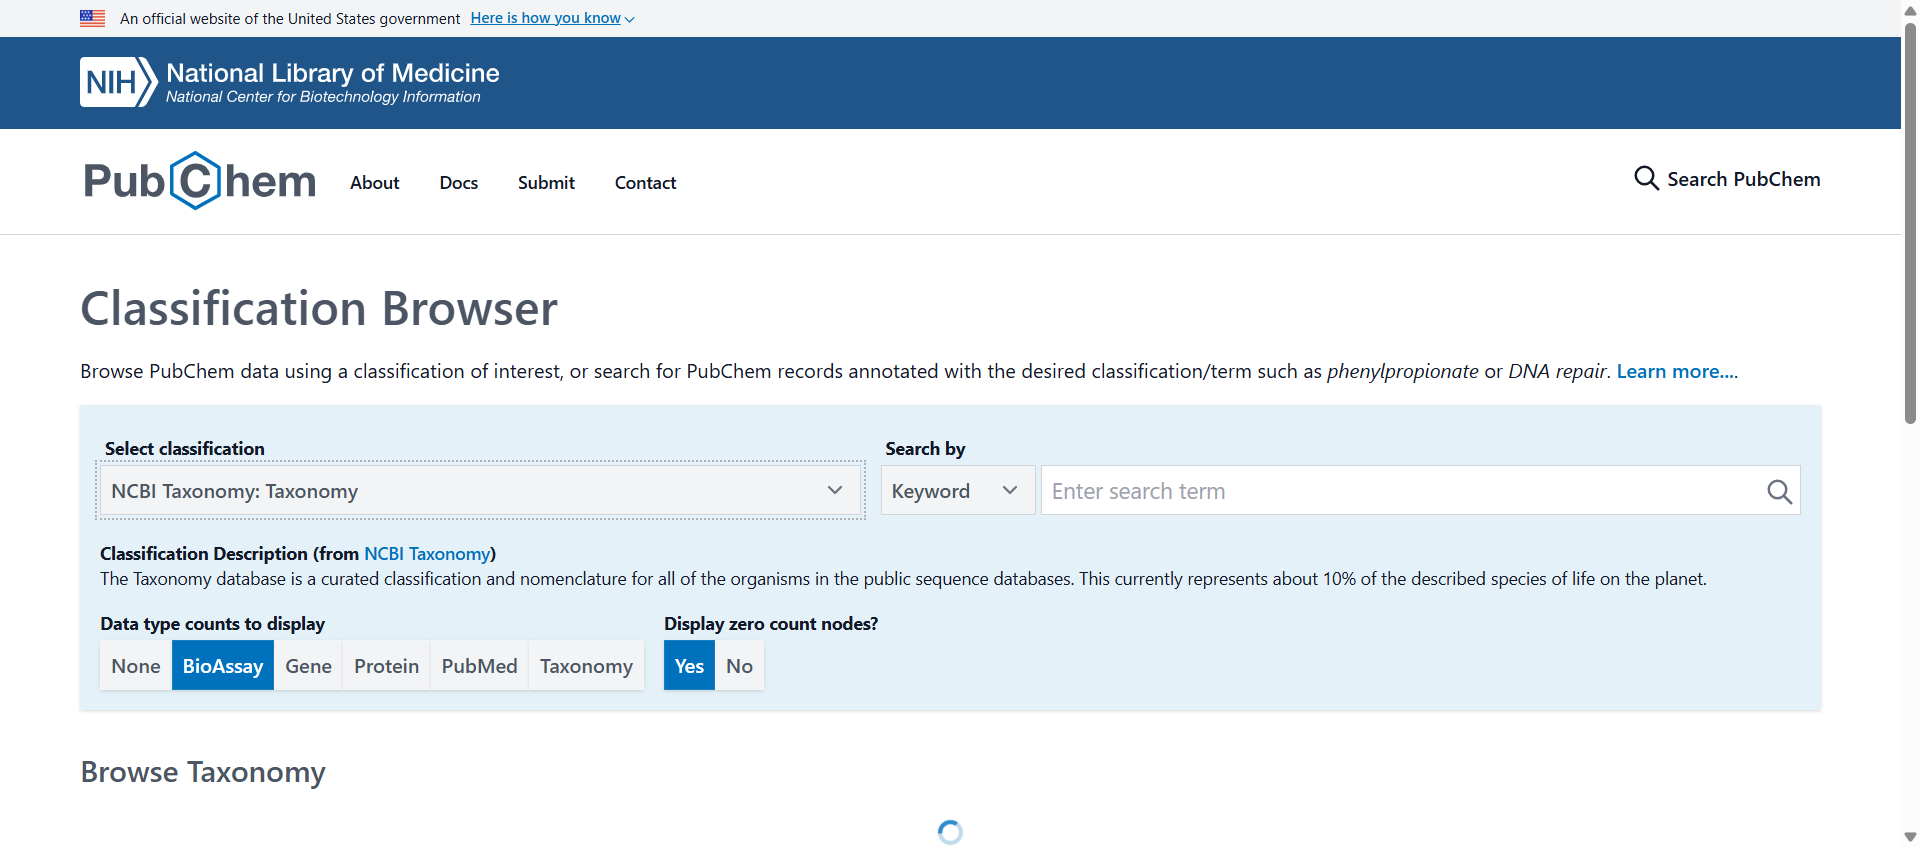 An official website of the United States government Here is how you know
NIH National Library of Medicine
National Center for Biotechnology Information
PubChem About Docs Submit Contact Search PubChem
Classification Browser
Browse PubChem data using a classification of interest, or search for PubChem records annotated with the desired classification/term such as phenylpropionate or DNA repair. Learn more....
Select classification Search by
NCBI Taxonomy: Taxonomy Keyword Enter search term
Classification Description (from NCBI Taxonomy)
The Taxonomy database is a curated classification and nomenclature for all of the organisms in the public sequence databases. This currently represents about 10% of the described species of life on the planet.
Data type counts to display Display zero count nodes?
None BioAssay Gene Protein PubMed Taxonomy Yes No
Browse Taxonomy